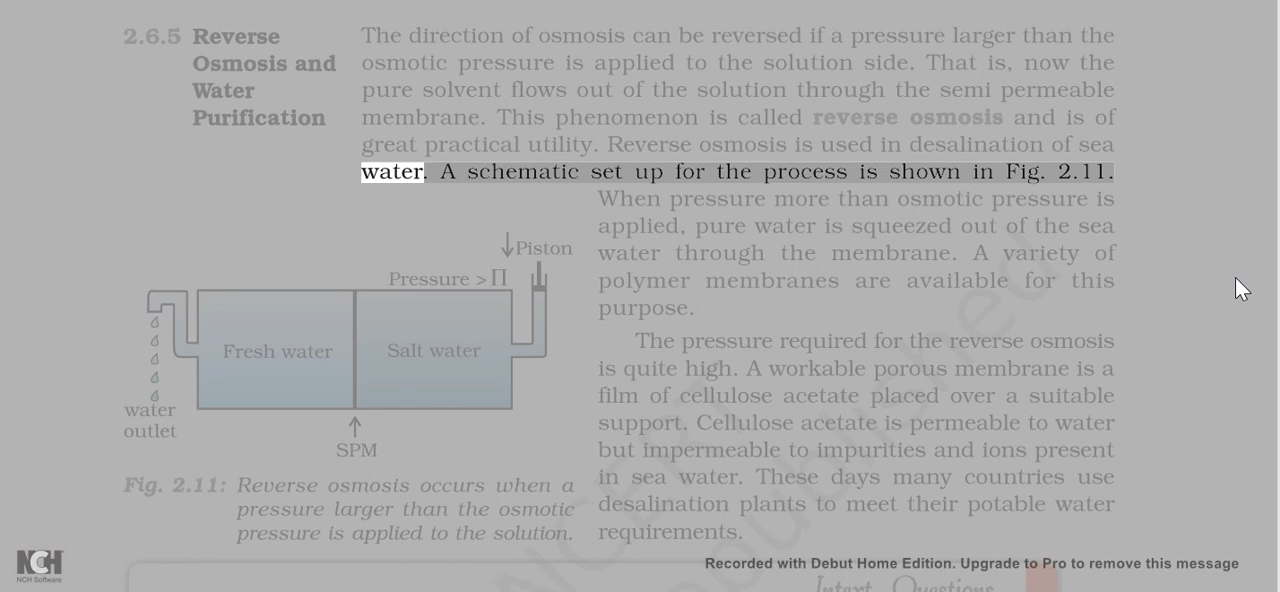 2.6.5 Reverse
Osmosis and
Water
Purification
The direction of osmosis can be reversed if a pressure larger than the
osmotic pressure is applied to the solution side. That is, now the
pure solvent flows out of the solution through the semi permeable
membrane. This phenomenon is called reverse osmosis and is of
great practical utility. Reverse osmosis is used in desalination of sea
water. A schematic set up for the process is shown in Fig. 2.11.
When pressure more than osmotic pressure is
applied, pure water is squeezed out of the sea
water through the membrane. A variety of
polymer membranes are available for this
purpose.
The pressure required for the reverse osmosis
is quite high. A workable porous membrane is a
film of cellulose acetate placed over a suitable
support. Cellulose acetate is permeable to water
but impermeable to impurities and ions present
in sea water. These days many countries use
desalination plants to meet their potable water
requirements.
Piston
Pressure > Π
Fresh water
Salt water
water
outlet
SPM
Fig. 2.11: Reverse osmosis occurs when a
pressure larger than the osmotic
pressure is applied to the solution.
NCERT
published
NCH
NCH Software
Recorded with Debut Home Edition. Upgrade to Pro to remove this message
Intext Questions